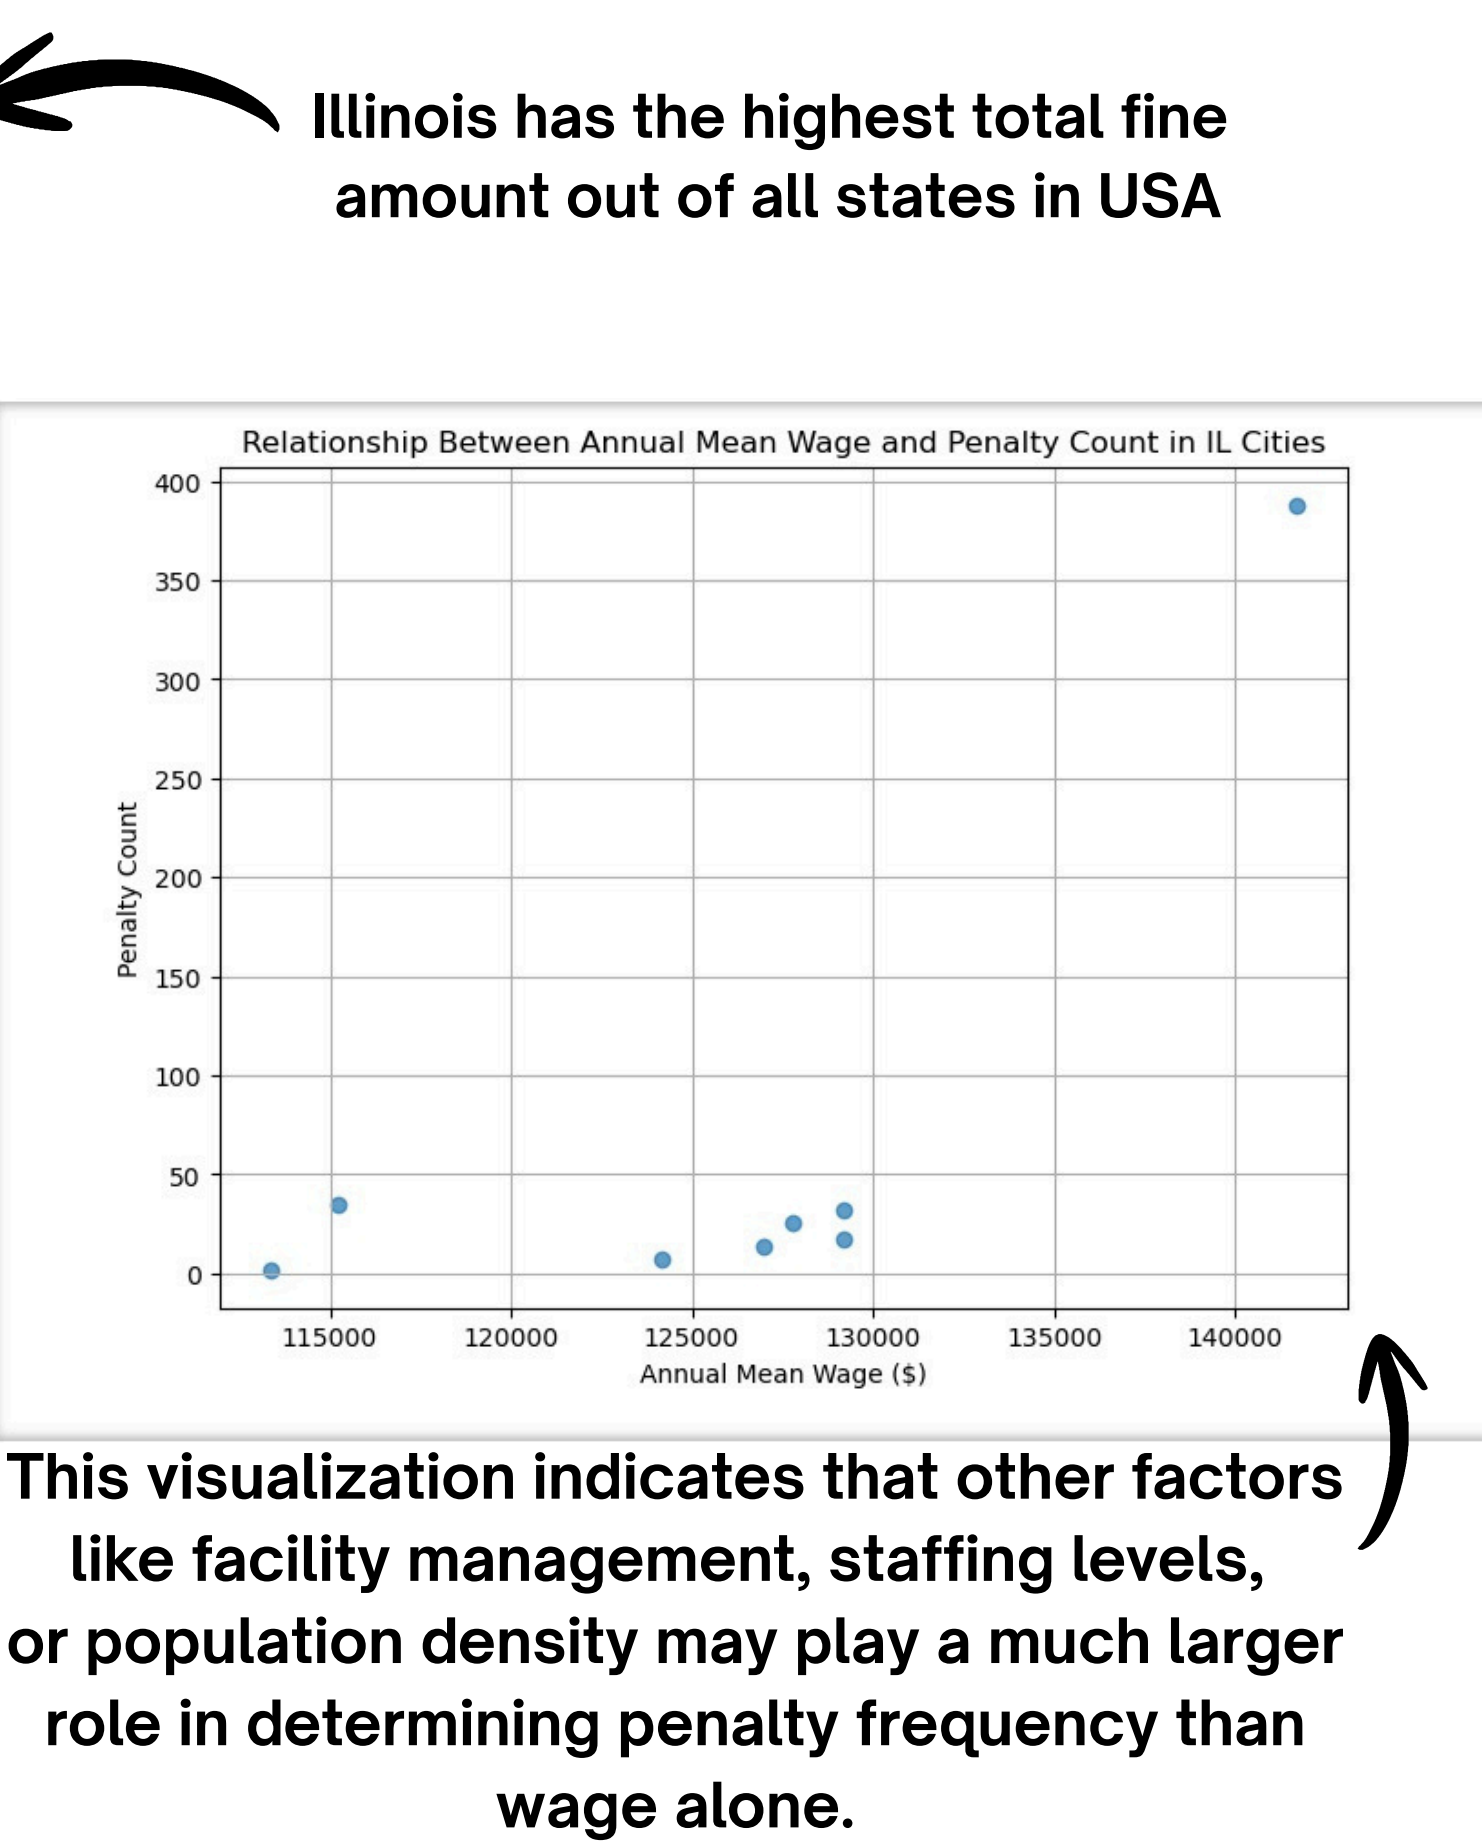 Illinois has the highest total fine
amount out of all states in USA
Relationship Between Annual Mean Wage and Penalty Count in IL Cities
400
350
300
250
200
150
100
50
0
Penalty Count
115000
120000
125000
130000
135000
140000
Annual Mean Wage ($)
This visualization indicates that other factors
like facility management, staffing levels,
or population density may play a much larger
role in determining penalty frequency than
wage alone.